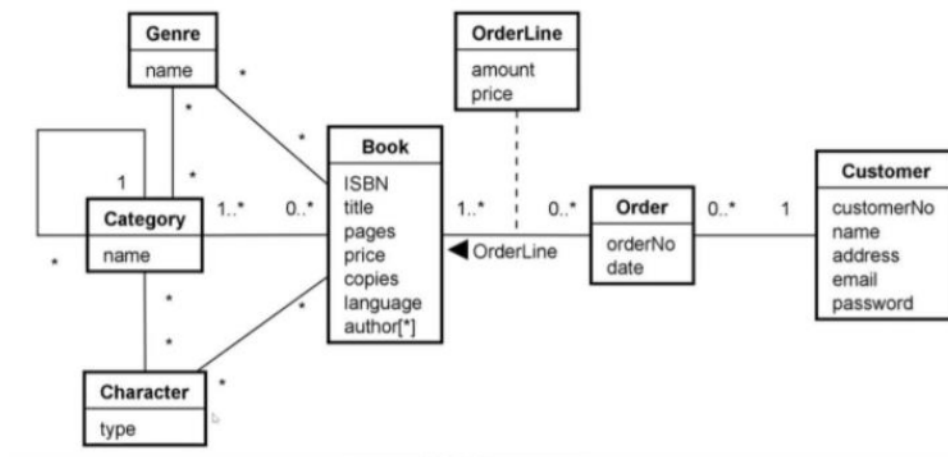 Genre
name
*
*
*
*
1
*
Category
name
1..*
0..*
*
*
Character
type
*
*
Book
ISBN
title
pages
price
copies
language
author[*]
OrderLine
amount
price
1..*
0..*
◀ OrderLine
Order
orderNo
date
0..*
1
Customer
customerNo
name
address
email
password